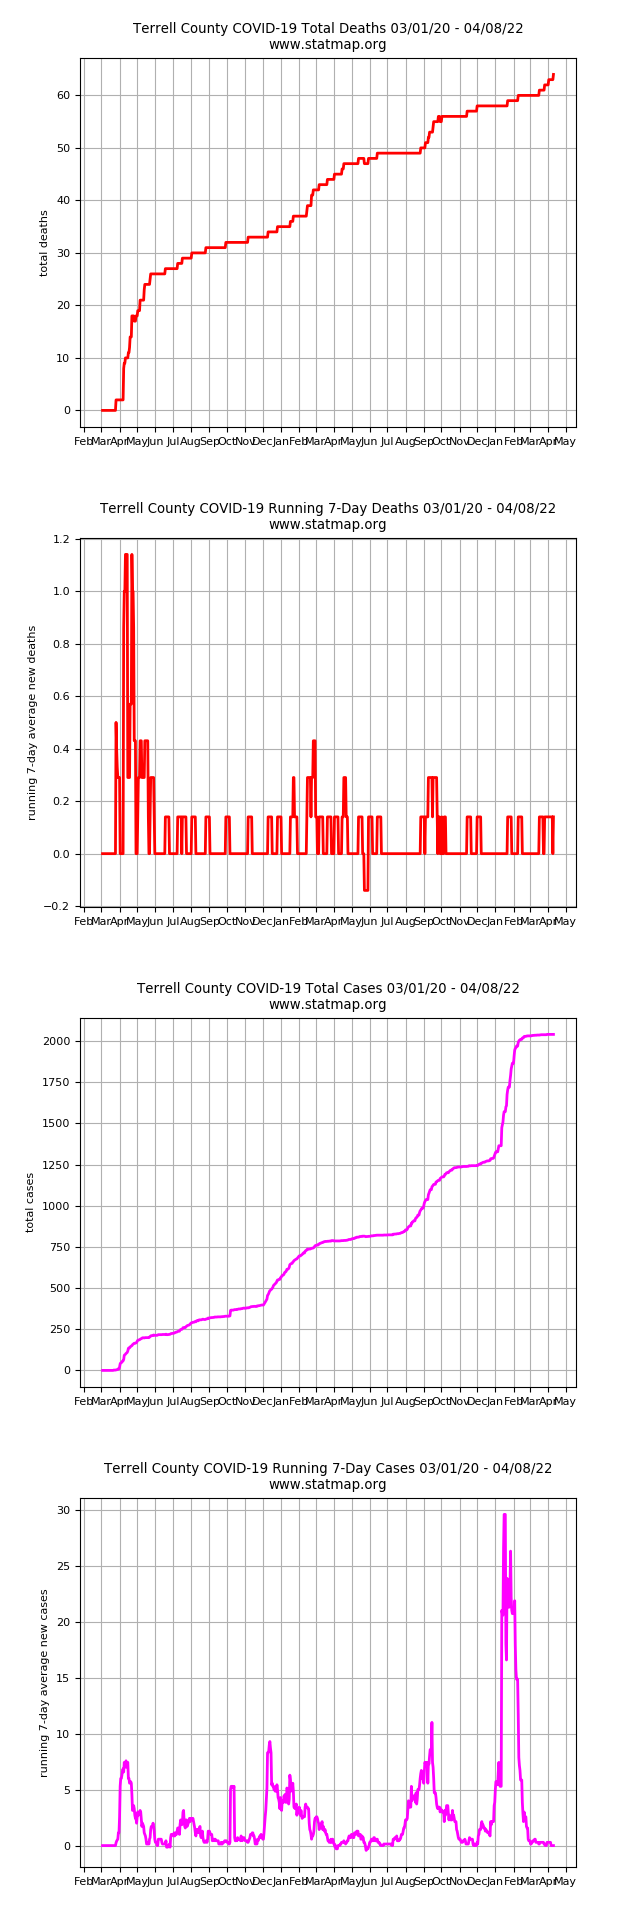 Terrell County COVID-19 Total Deaths 03/01/20 - 04/08/22
www.statmap.org
total deaths
60
50
40
30
20
10
0
Feb Mar Apr May Jun Jul Aug Sep Oct Nov Dec Jan Feb Mar Apr May Jun Jul Aug Sep Oct Nov Dec Jan Feb Mar Apr May
Terrell County COVID-19 Running 7-Day Deaths 03/01/20 - 04/08/22
www.statmap.org
running 7-day average new deaths
1.2
1.0
0.8
0.6
0.4
0.2
0.0
−0.2
Feb Mar Apr May Jun Jul Aug Sep Oct Nov Dec Jan Feb Mar Apr May Jun Jul Aug Sep Oct Nov Dec Jan Feb Mar Apr May
Terrell County COVID-19 Total Cases 03/01/20 - 04/08/22
www.statmap.org
total cases
2000
1750
1500
1250
1000
750
500
250
0
Feb Mar Apr May Jun Jul Aug Sep Oct Nov Dec Jan Feb Mar Apr May Jun Jul Aug Sep Oct Nov Dec Jan Feb Mar Apr May
Terrell County COVID-19 Running 7-Day Cases 03/01/20 - 04/08/22
www.statmap.org
running 7-day average new cases
30
25
20
15
10
5
0
Feb Mar Apr May Jun Jul Aug Sep Oct Nov Dec Jan Feb Mar Apr May Jun Jul Aug Sep Oct Nov Dec Jan Feb Mar Apr May